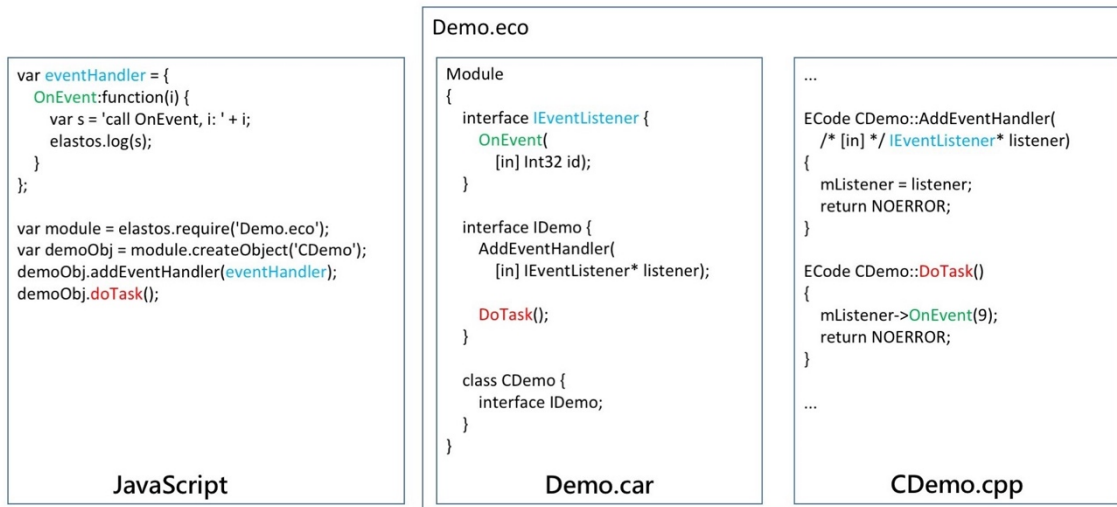 Demo.eco
var eventHandler = {
OnEvent:function(i) {
var s = 'call OnEvent, i: ' + i;
elastos.log(s);
}
};
var module = elastos.require('Demo.eco');
var demoObj = module.createObject('CDemo');
demoObj.addEventHandler(eventHandler);
demoObj.doTask();
JavaScript
Module
{
interface IEventListener {
OnEvent(
[in] Int32 id);
}
interface IDemo {
AddEventHandler(
[in] IEventListener* listener);
DoTask();
}
class CDemo {
interface IDemo;
}
}
Demo.car
...
ECode CDemo::AddEventHandler(
/* [in] */ IEventListener* listener)
{
mListener = listener;
return NOERROR;
}
ECode CDemo::DoTask()
{
mListener->OnEvent(9);
return NOERROR;
}
...
CDemo.cpp